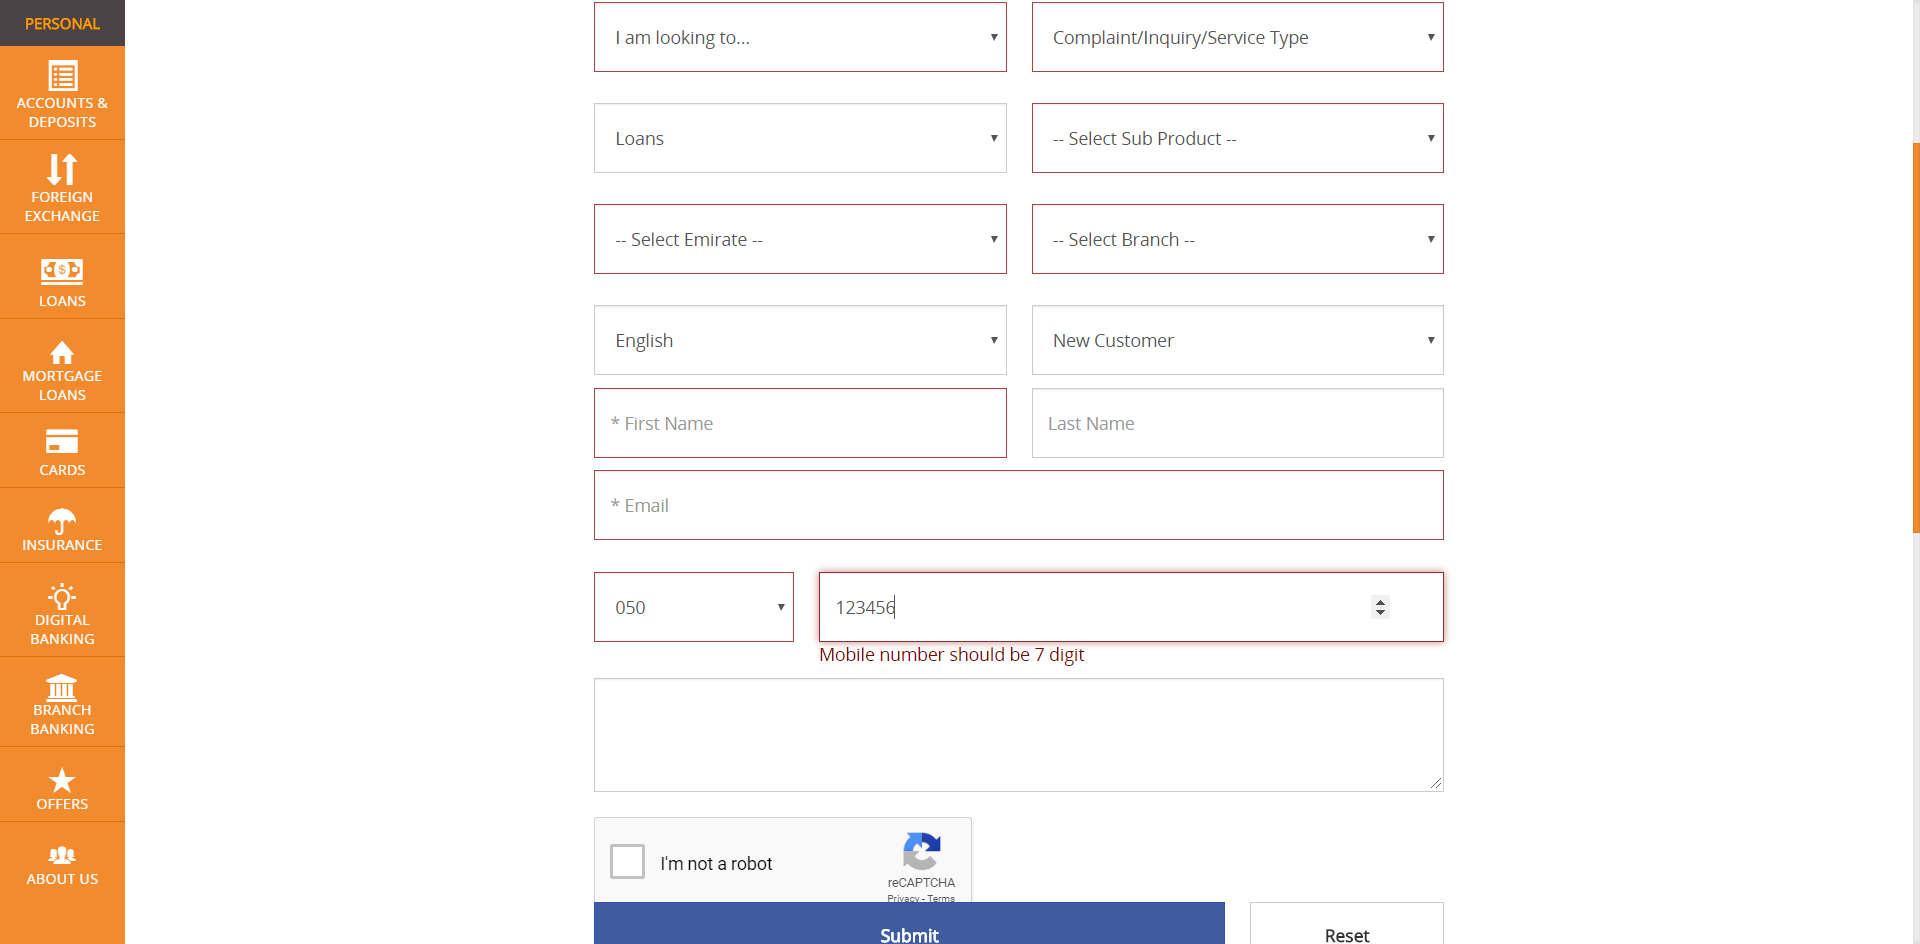 PERSONAL
ACCOUNTS &
DEPOSITS
FOREIGN
EXCHANGE
LOANS
MORTGAGE
LOANS
CARDS
INSURANCE
DIGITAL
BANKING
BRANCH
BANKING
OFFERS
ABOUT US
I am looking to...
Complaint/Inquiry/Service Type
Loans
-- Select Sub Product --
-- Select Emirate --
-- Select Branch --
English
New Customer
* First Name
Last Name
* Email
050
123456
Mobile number should be 7 digit
I'm not a robot
reCAPTCHA
Privacy - Terms
Submit
Reset